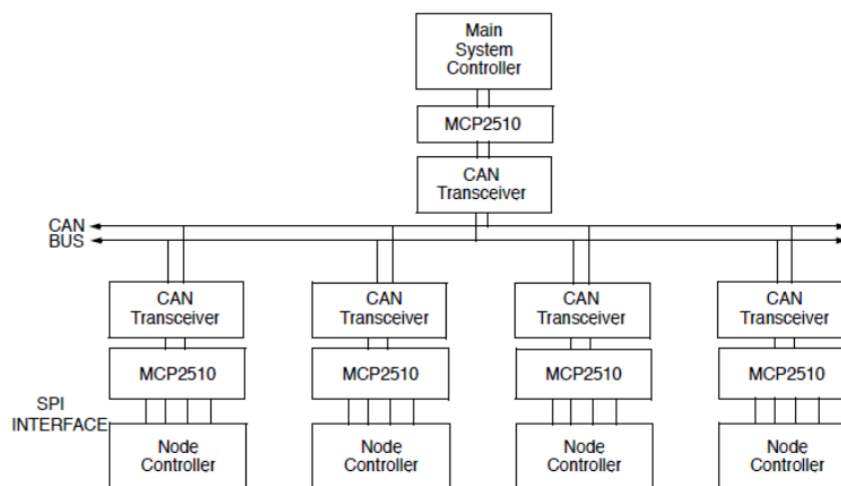 Main
System
Controller
MCP2510
CAN
Transceiver
CAN
BUS
CAN
Transceiver
CAN
Transceiver
CAN
Transceiver
CAN
Transceiver
MCP2510
MCP2510
MCP2510
MCP2510
SPI
INTERFACE
Node
Controller
Node
Controller
Node
Controller
Node
Controller